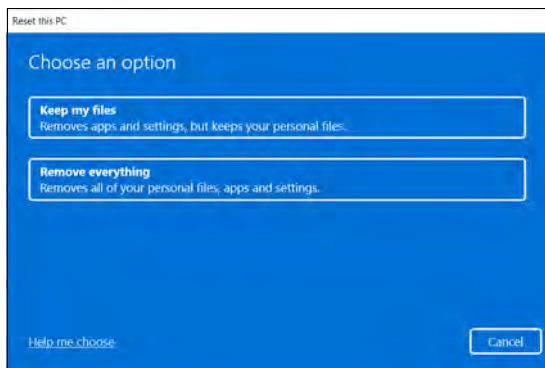 Reset this PC
Choose an option
Keep my files
Removes apps and settings, but keeps your personal files.
Remove everything
Removes all of your personal files, apps and settings.
Help me choose
Cancel